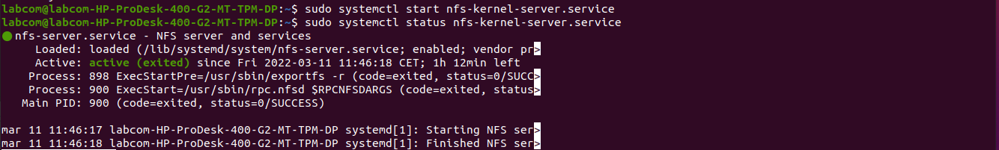 labcom@labcom-HP-ProDesk-400-G2-MT-TPM-DP:~$ sudo systemctl start nfs-kernel-server.service
labcom@labcom-HP-ProDesk-400-G2-MT-TPM-DP:~$ sudo systemctl status nfs-kernel-server.service
● nfs-server.service - NFS server and services
     Loaded: loaded (/lib/systemd/system/nfs-server.service; enabled; vendor pr>
     Active: active (exited) since Fri 2022-03-11 11:46:18 CET; 1h 12min left
    Process: 898 ExecStartPre=/usr/sbin/exportfs -r (code=exited, status=0/SUCC>
    Process: 900 ExecStart=/usr/sbin/rpc.nfsd $RPCNFSDARGS (code=exited, status>
   Main PID: 900 (code=exited, status=0/SUCCESS)

mar 11 11:46:17 labcom-HP-ProDesk-400-G2-MT-TPM-DP systemd[1]: Starting NFS ser>
mar 11 11:46:18 labcom-HP-ProDesk-400-G2-MT-TPM-DP systemd[1]: Finished NFS ser>